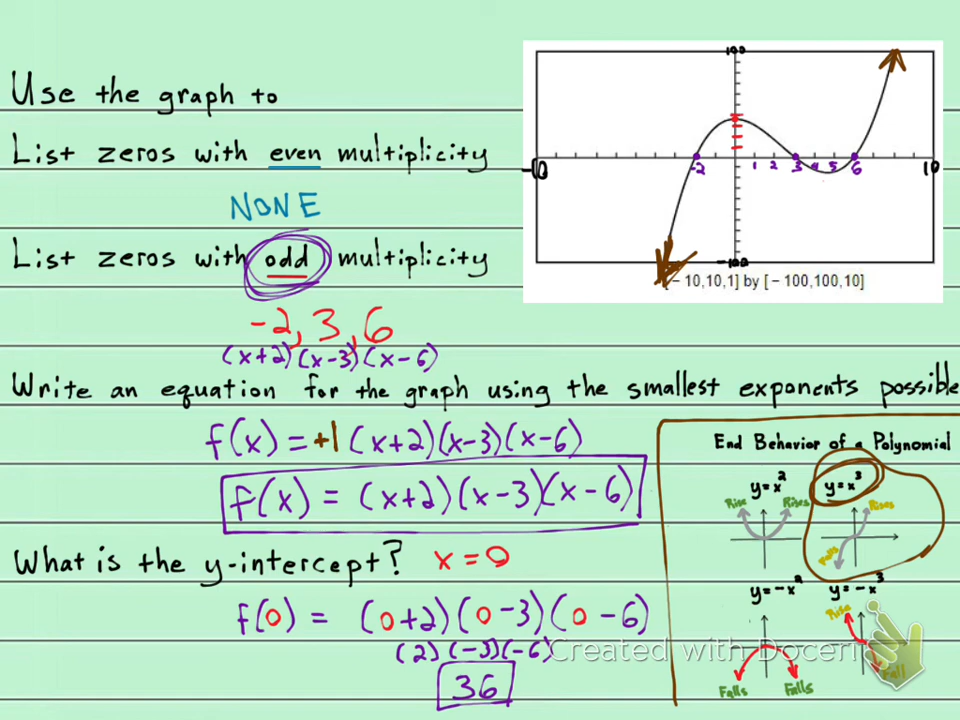 Use the graph to
List zeros with even multiplicity
NONE
List zeros with odd multiplicity
-2, 3, 6
(x+2) (x-3) (x-6)
Write an equation for the graph using the smallest exponents possible
f(x) = +1 (x+2)(x-3)(x-6)
f(x) = (x+2)(x-3)(x-6)
What is the y-intercept? x = 0
f(0) = (0+2)(0-3)(0-6)
(2)(-3)(-6)
36
100
-10 -2 1 2 3 4 5 6 10
-100
[-10,10,1] by [-100,100,10]
End Behavior of a Polynomial
y=x² y=x³
Rise Rises Rises
Falls
y=-x² y=-x³
Rise
Falls Falls Fall
Created with Doceri